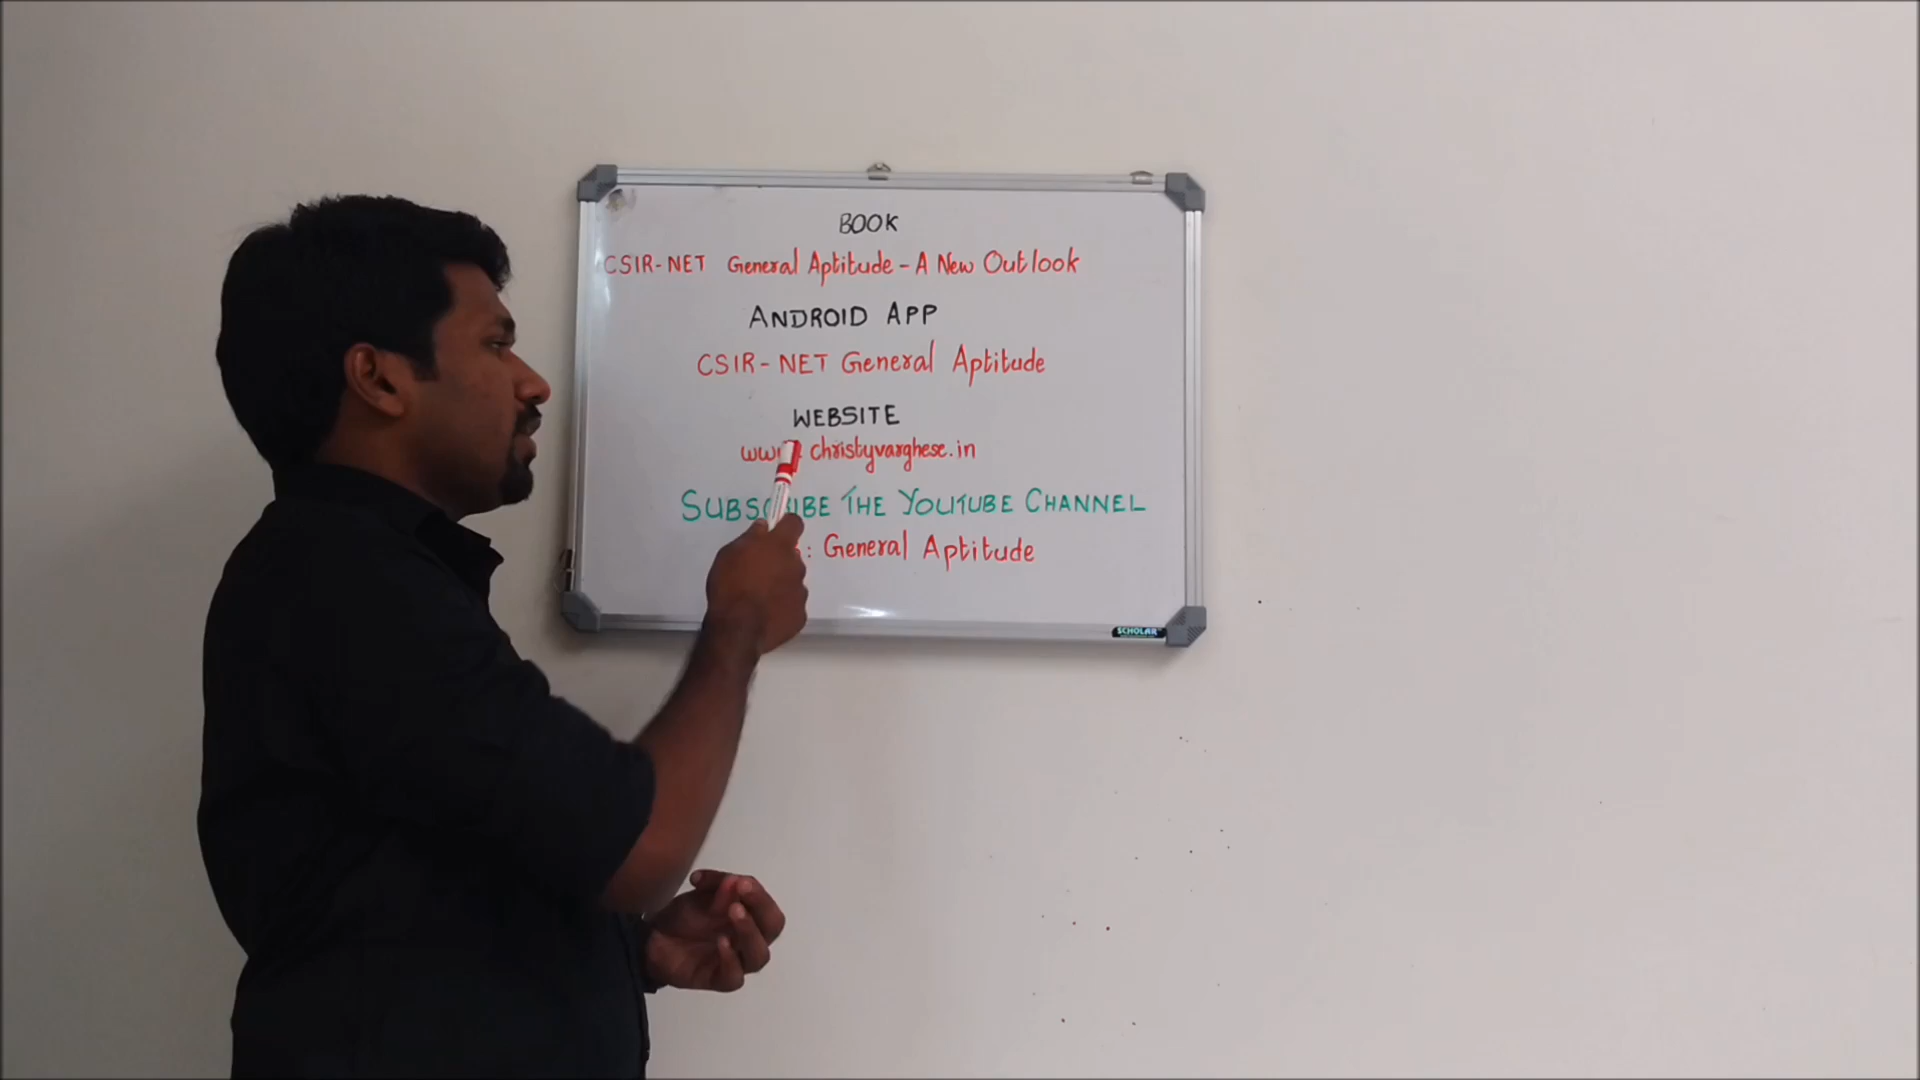 BOOK
CSIR-NET General Aptitude - A New Outlook
ANDROID APP
CSIR-NET General Aptitude
WEBSITE
christyvarghese.in
SUBSCRIBE THE YOUTUBE CHANNEL
: General Aptitude
SCHOLAR